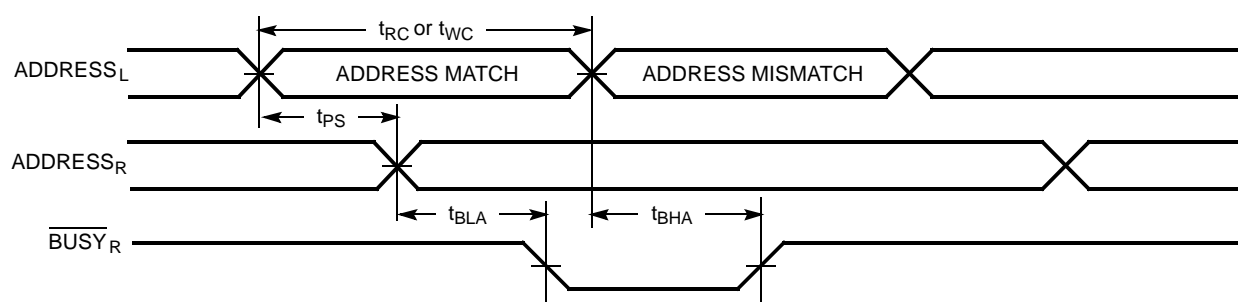 tRC or tWC
ADDRESSL
ADDRESS MATCH
ADDRESS MISMATCH
tPS
ADDRESSR
tBLA
tBHA
BUSYR